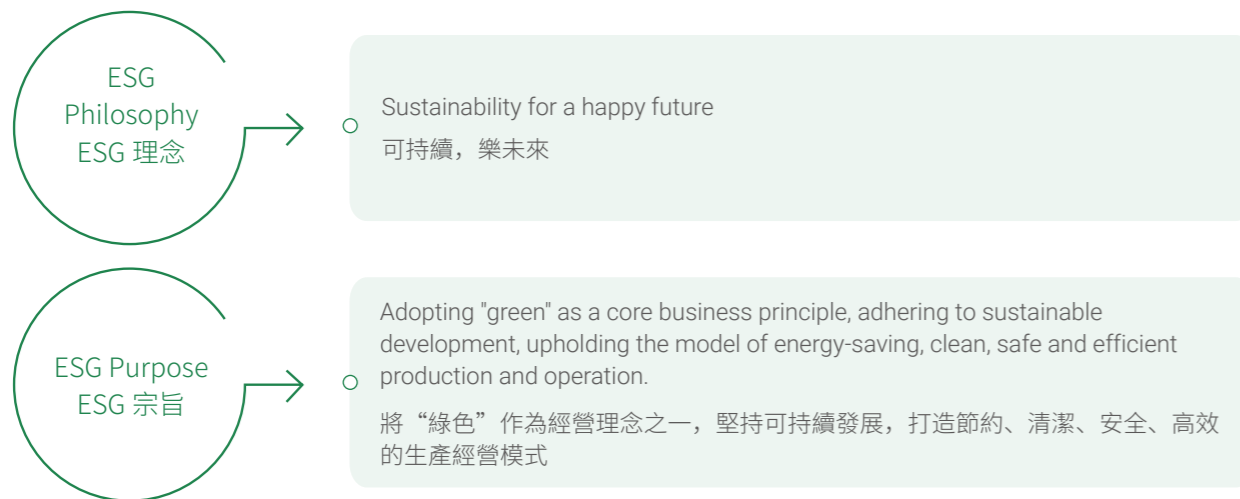 ESG
Philosophy
ESG 理念
Sustainability for a happy future
可持續，樂未來
ESG Purpose
ESG 宗旨
Adopting "green" as a core business principle, adhering to sustainable
development, upholding the model of energy-saving, clean, safe and efficient
production and operation.
將“綠色”作為經營理念之一，堅持可持續發展，打造節約、清潔、安全、高效
的生產經營模式